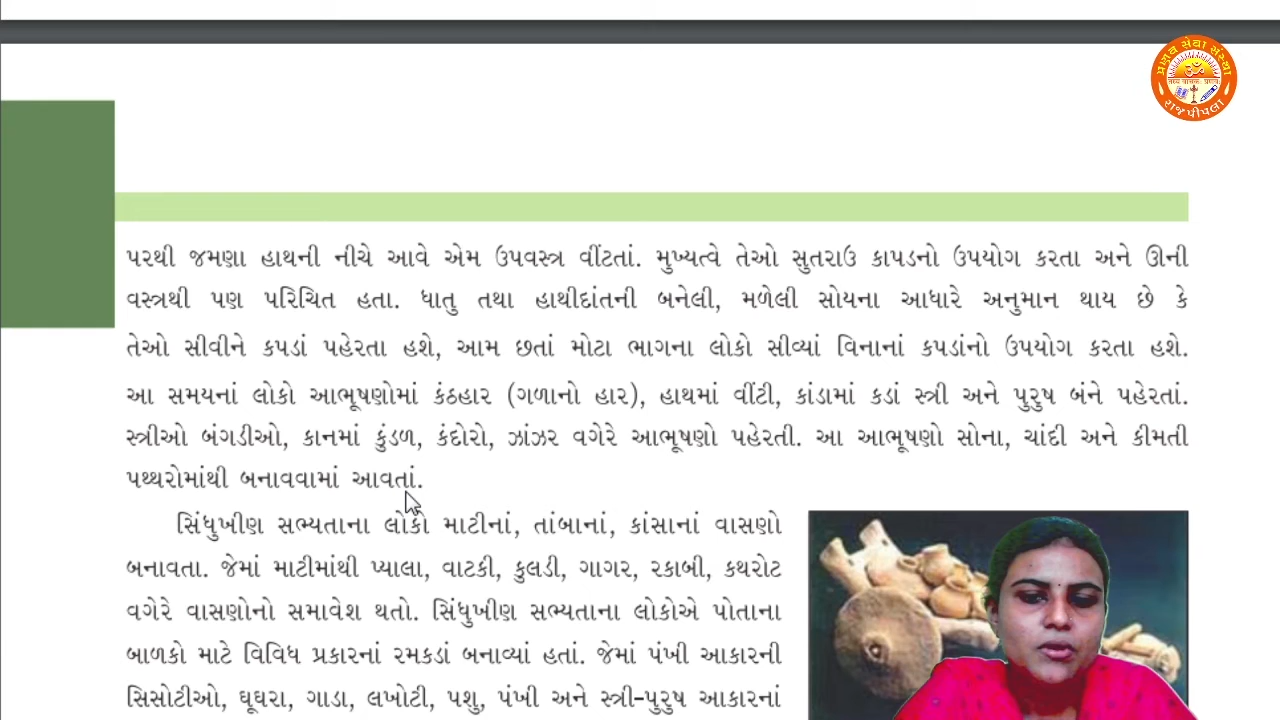 પ્રણવ સેવા સંસ્થા
રાજપીપલા
પરથી જમણા હાથની નીચે આવે એમ ઉપવસ્ત્ર વીંટતાં. મુખ્યત્વે તેઓ સુતરાઉ કાપડનો ઉપયોગ કરતા અને ઊની
વસ્ત્રથી પણ પરિચિત હતા. ધાતુ તથા હાથીદાંતની બનેલી, મળેલી સોયના આધારે અનુમાન થાય છે કે
તેઓ સીવીને કપડાં પહેરતા હશે, આમ છતાં મોટા ભાગના લોકો સીવ્યાં વિનાનાં કપડાંનો ઉપયોગ કરતા હશે.
આ સમયનાં લોકો આભૂષણોમાં કંઠહાર (ગળાનો હાર), હાથમાં વીંટી, કાંડામાં કડાં સ્ત્રી અને પુરુષ બંને પહેરતાં.
સ્ત્રીઓ બંગડીઓ, કાનમાં કુંડળ, કંદોરો, ઝાંઝર વગેરે આભૂષણો પહેરતી. આ આભૂષણો સોના, ચાંદી અને કીમતી
પથ્થરોમાંથી બનાવવામાં આવતાં.
સિંધુખીણ સભ્યતાના લોકો માટીનાં, તાંબાનાં, કાંસાનાં વાસણો
બનાવતા. જેમાં માટીમાંથી પ્યાલા, વાટકી, કુલડી, ગાગર, રકાબી, કથરોટ
વગેરે વાસણોનો સમાવેશ થતો. સિંધુખીણ સભ્યતાના લોકોએ પોતાના
બાળકો માટે વિવિધ પ્રકારનાં રમકડાં બનાવ્યાં હતાં. જેમાં પંખી આકારની
સિસોટીઓ, ઘૂઘરા, ગાડા, લખોટી, પશુ, પંખી અને સ્ત્રી-પુરુષ આકારનાં